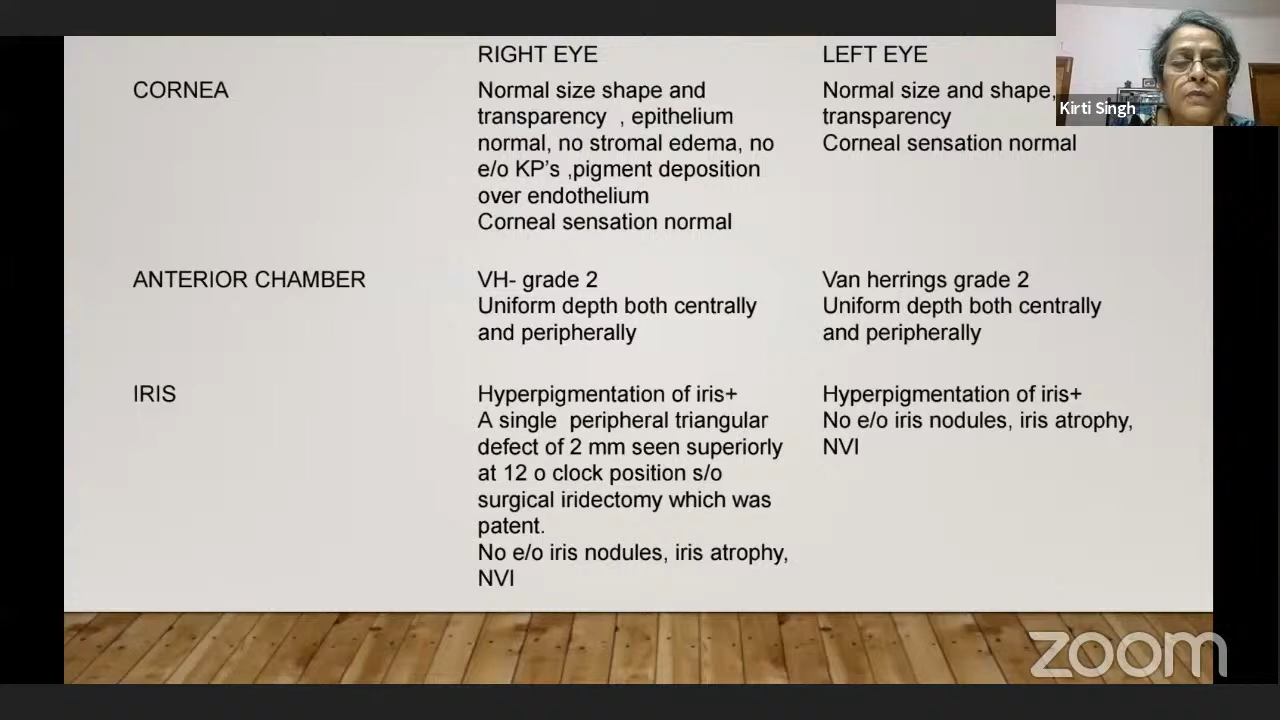 RIGHT EYE
LEFT EYE
CORNEA
Normal size shape and
transparency , epithelium
normal, no stromal edema, no
e/o KP's ,pigment deposition
over endothelium
Corneal sensation normal
Normal size and shape,
transparency
Corneal sensation normal
ANTERIOR CHAMBER
VH- grade 2
Uniform depth both centrally
and peripherally
Van herrings grade 2
Uniform depth both centrally
and peripherally
IRIS
Hyperpigmentation of iris+
A single peripheral triangular
defect of 2 mm seen superiorly
at 12 o clock position s/o
surgical iridectomy which was
patent.
No e/o iris nodules, iris atrophy,
NVI
Hyperpigmentation of iris+
No e/o iris nodules, iris atrophy,
NVI
Kirti Singh
zoom